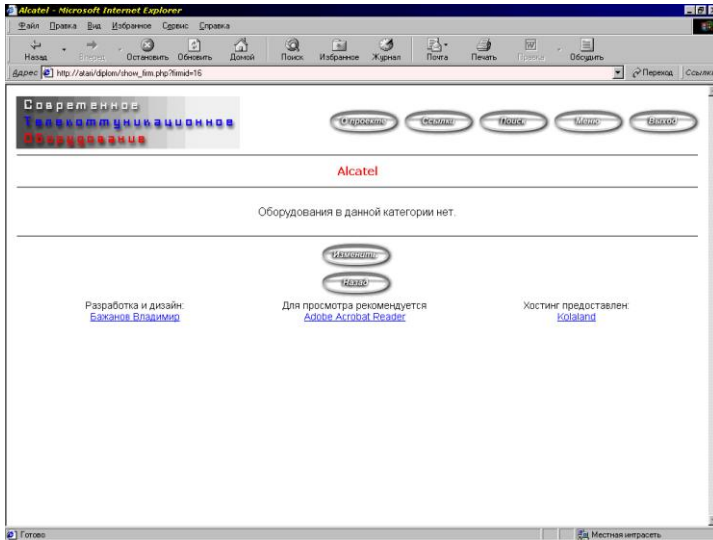 Alcatel - Microsoft Internet Explorer
Файл Правка Вид Избранное Сервис Справка
Назад Вперед Остановить Обновить Домой Поиск Избранное Журнал Почта Печать Правка Обсудить
Адрес http://atari/diplom/show_firm.php?firmid=16 Переход Ссылки
Современное
Телекоммуникационное
Оборудование
О проекте Ссылки Поиск Меню Выход
Alcatel
Оборудования в данной категории нет.
Изменить
Назад
Разработка и дизайн: Для просмотра рекомендуется Хостинг предоставлен:
Бажанов Владимир Adobe Acrobat Reader Kolaland
Готово Местная интрасеть